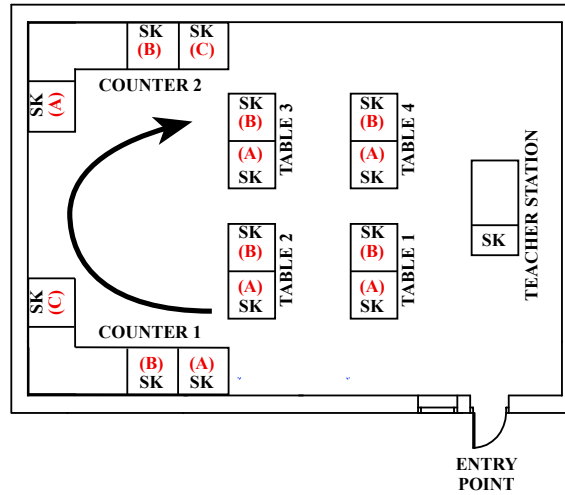 SK
(B)
SK
(C)
COUNTER 2
SK
(A)
SK
(B)
(A)
SK
TABLE 3
SK
(B)
(A)
SK
TABLE 4
TEACHER STATION
SK
SK
(B)
(A)
SK
TABLE 2
SK
(B)
(A)
SK
TABLE 1
SK
(C)
COUNTER 1
(B)
SK
(A)
SK
ENTRY
POINT